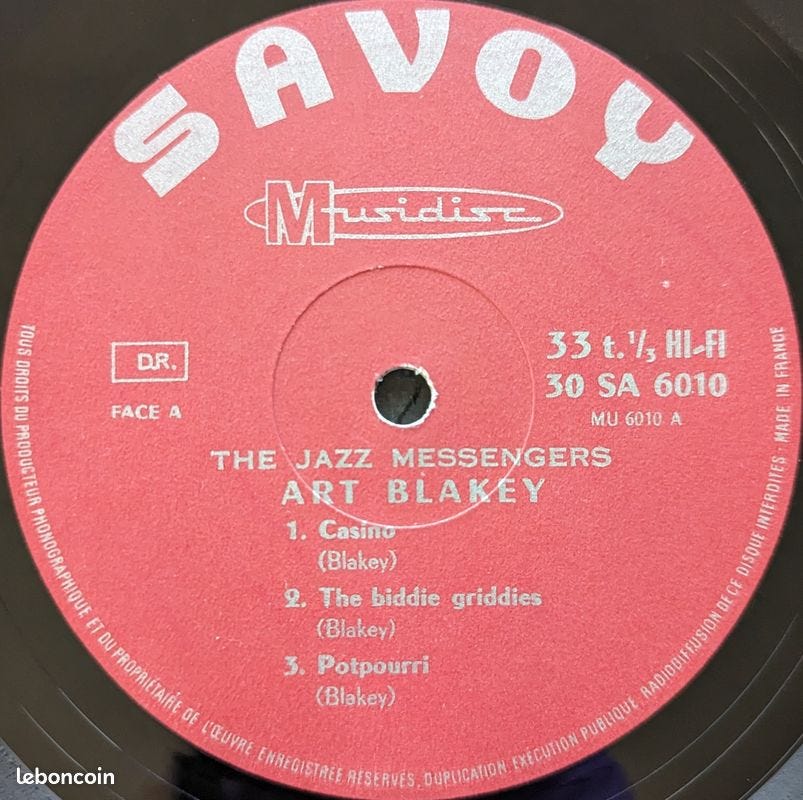 SAVOY
Musidisc
D.R.
FACE A
33 t.⅓ HI-FI
30 SA 6010
MU 6010 A
THE JAZZ MESSENGERS
ART BLAKEY
1. Casino
(Blakey)
2. The biddie griddies
(Blakey)
3. Potpourri
(Blakey)
TOUS DROITS DU PRODUCTEUR PHONOGRAPHIQUE ET DU PROPRIÉTAIRE DE L'ŒUVRE ENREGISTREE RÉSERVÉS, DUPLICATION, EXÉCUTION PUBLIQUE, RADIODIFFUSION DE CE DISQUE INTERDITES - MADE IN FRANCE
leboncoin